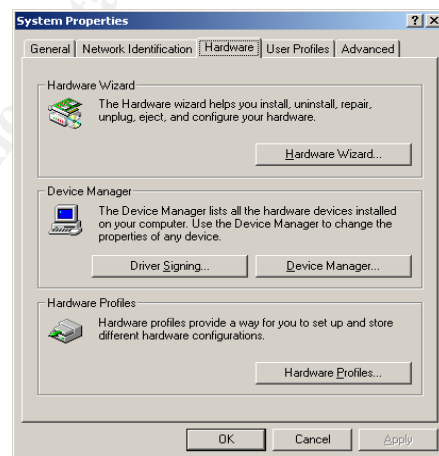 System Properties
General Network Identification Hardware User Profiles Advanced
Hardware Wizard
The Hardware wizard helps you install, uninstall, repair,
unplug, eject, and configure your hardware.
Hardware Wizard...
Device Manager
The Device Manager lists all the hardware devices installed
on your computer. Use the Device Manager to change the
properties of any device.
Driver Signing... Device Manager...
Hardware Profiles
Hardware profiles provide a way for you to set up and store
different hardware configurations.
Hardware Profiles...
OK Cancel Apply